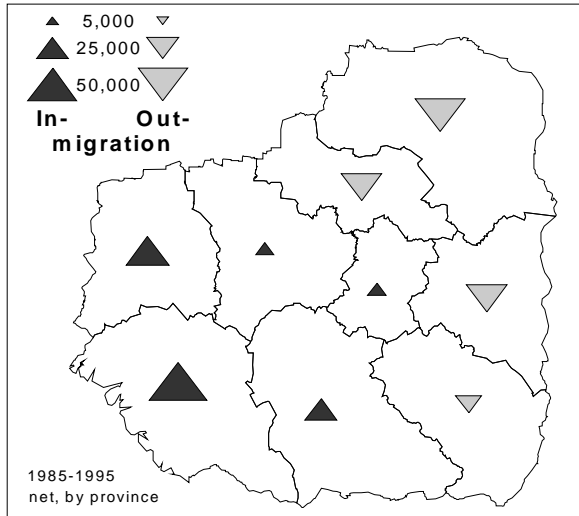 5,000
25,000
50,000
In- Out-
migration
1985-1995
net, by province